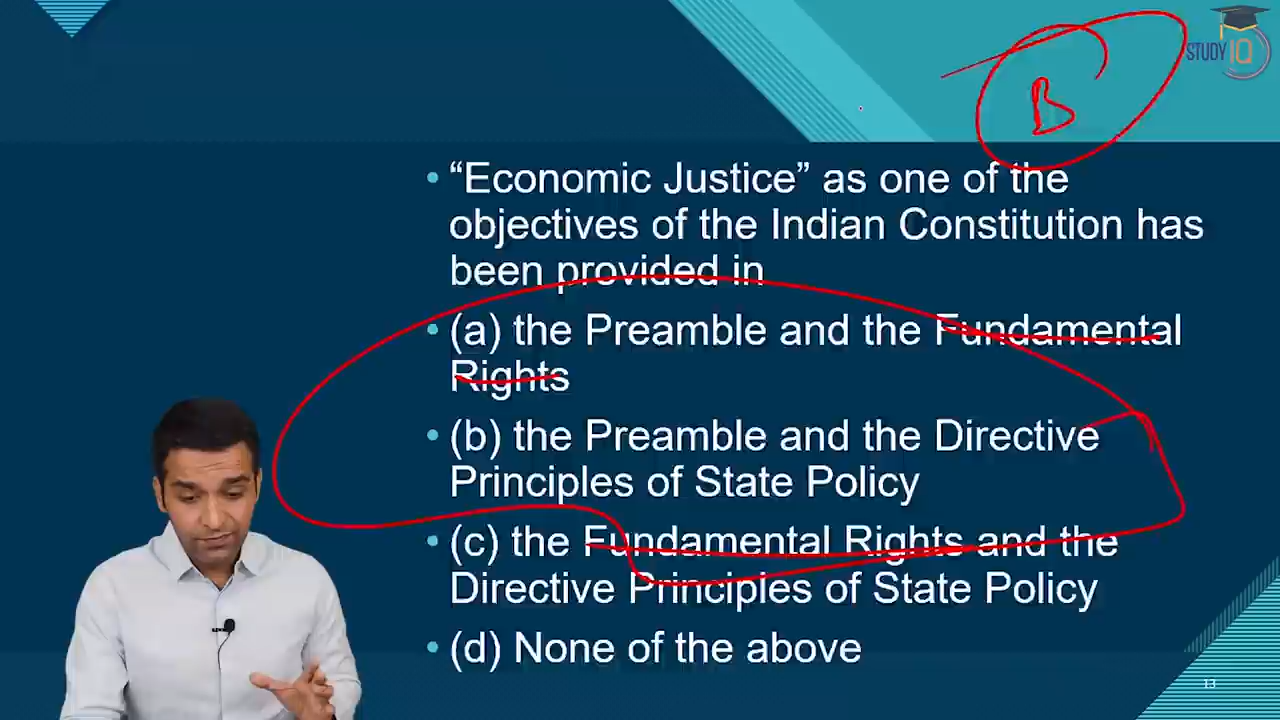 STUDY IQ
B
• “Economic Justice” as one of the
objectives of the Indian Constitution has
been provided in
• (a) the Preamble and the Fundamental
Rights
• (b) the Preamble and the Directive
Principles of State Policy
• (c) the Fundamental Rights and the
Directive Principles of State Policy
• (d) None of the above
13